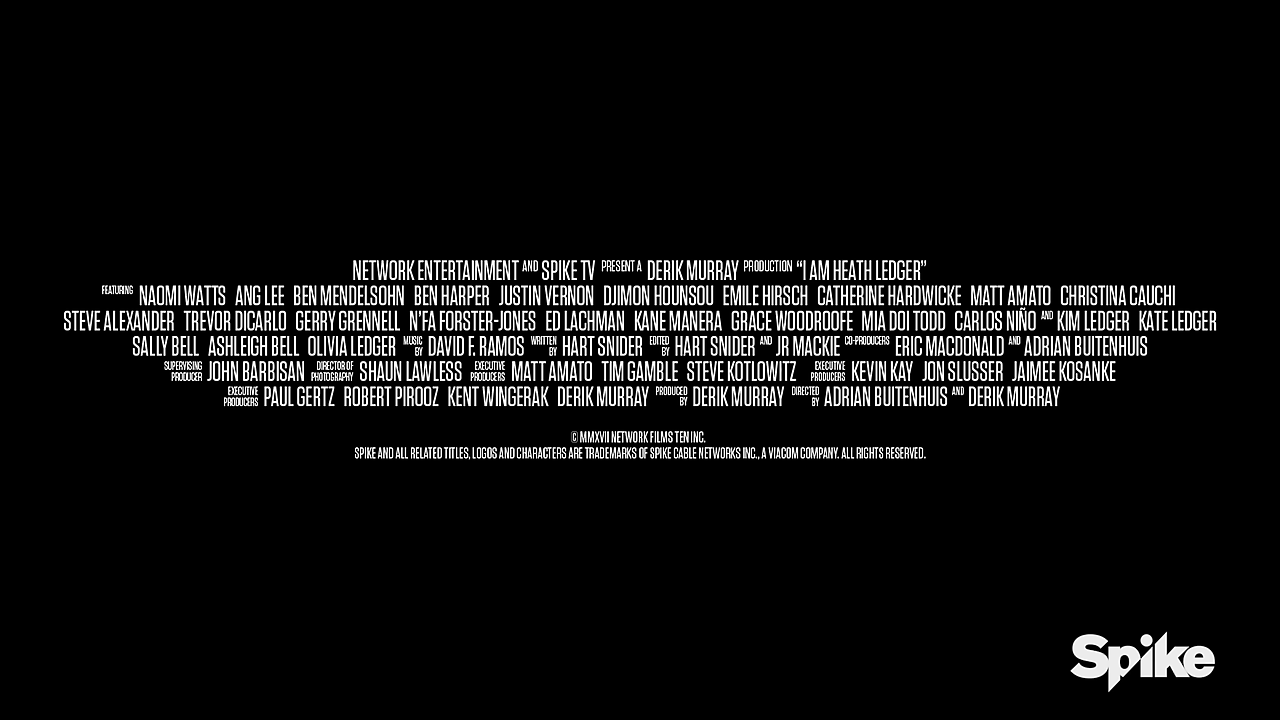 NETWORK ENTERTAINMENT AND SPIKE TV PRESENT A DERIK MURRAY PRODUCTION “I AM HEATH LEDGER”
FEATURING NAOMI WATTS ANG LEE BEN MENDELSOHN BEN HARPER JUSTIN VERNON DJIMON HOUNSOU EMILE HIRSCH CATHERINE HARDWICKE MATT AMATO CHRISTINA CAUCHI
STEVE ALEXANDER TREVOR DICARLO GERRY GRENNELL N'FA FORSTER-JONES ED LACHMAN KANE MANERA GRACE WOODROOFE MIA DOI TODD CARLOS NIÑO AND KIM LEDGER KATE LEDGER
SALLY BELL ASHLEIGH BELL OLIVIA LEDGER MUSIC BY DAVID F. RAMOS WRITTEN BY HART SNIDER EDITED BY HART SNIDER AND JR MACKIE CO-PRODUCERS ERIC MACDONALD AND ADRIAN BUITENHUIS
SUPERVISING PRODUCER JOHN BARBISAN DIRECTOR OF PHOTOGRAPHY SHAUN LAWLESS EXECUTIVE PRODUCERS MATT AMATO TIM GAMBLE STEVE KOTLOWITZ EXECUTIVE PRODUCERS KEVIN KAY JON SLUSSER JAIMEE KOSANKE
EXECUTIVE PRODUCERS PAUL GERTZ ROBERT PIROOZ KENT WINGERAK DERIK MURRAY PRODUCED BY DERIK MURRAY DIRECTED BY ADRIAN BUITENHUIS AND DERIK MURRAY
© MMXVII NETWORK FILMS TEN INC.
SPIKE AND ALL RELATED TITLES, LOGOS AND CHARACTERS ARE TRADEMARKS OF SPIKE CABLE NETWORKS INC., A VIACOM COMPANY. ALL RIGHTS RESERVED.
Spike